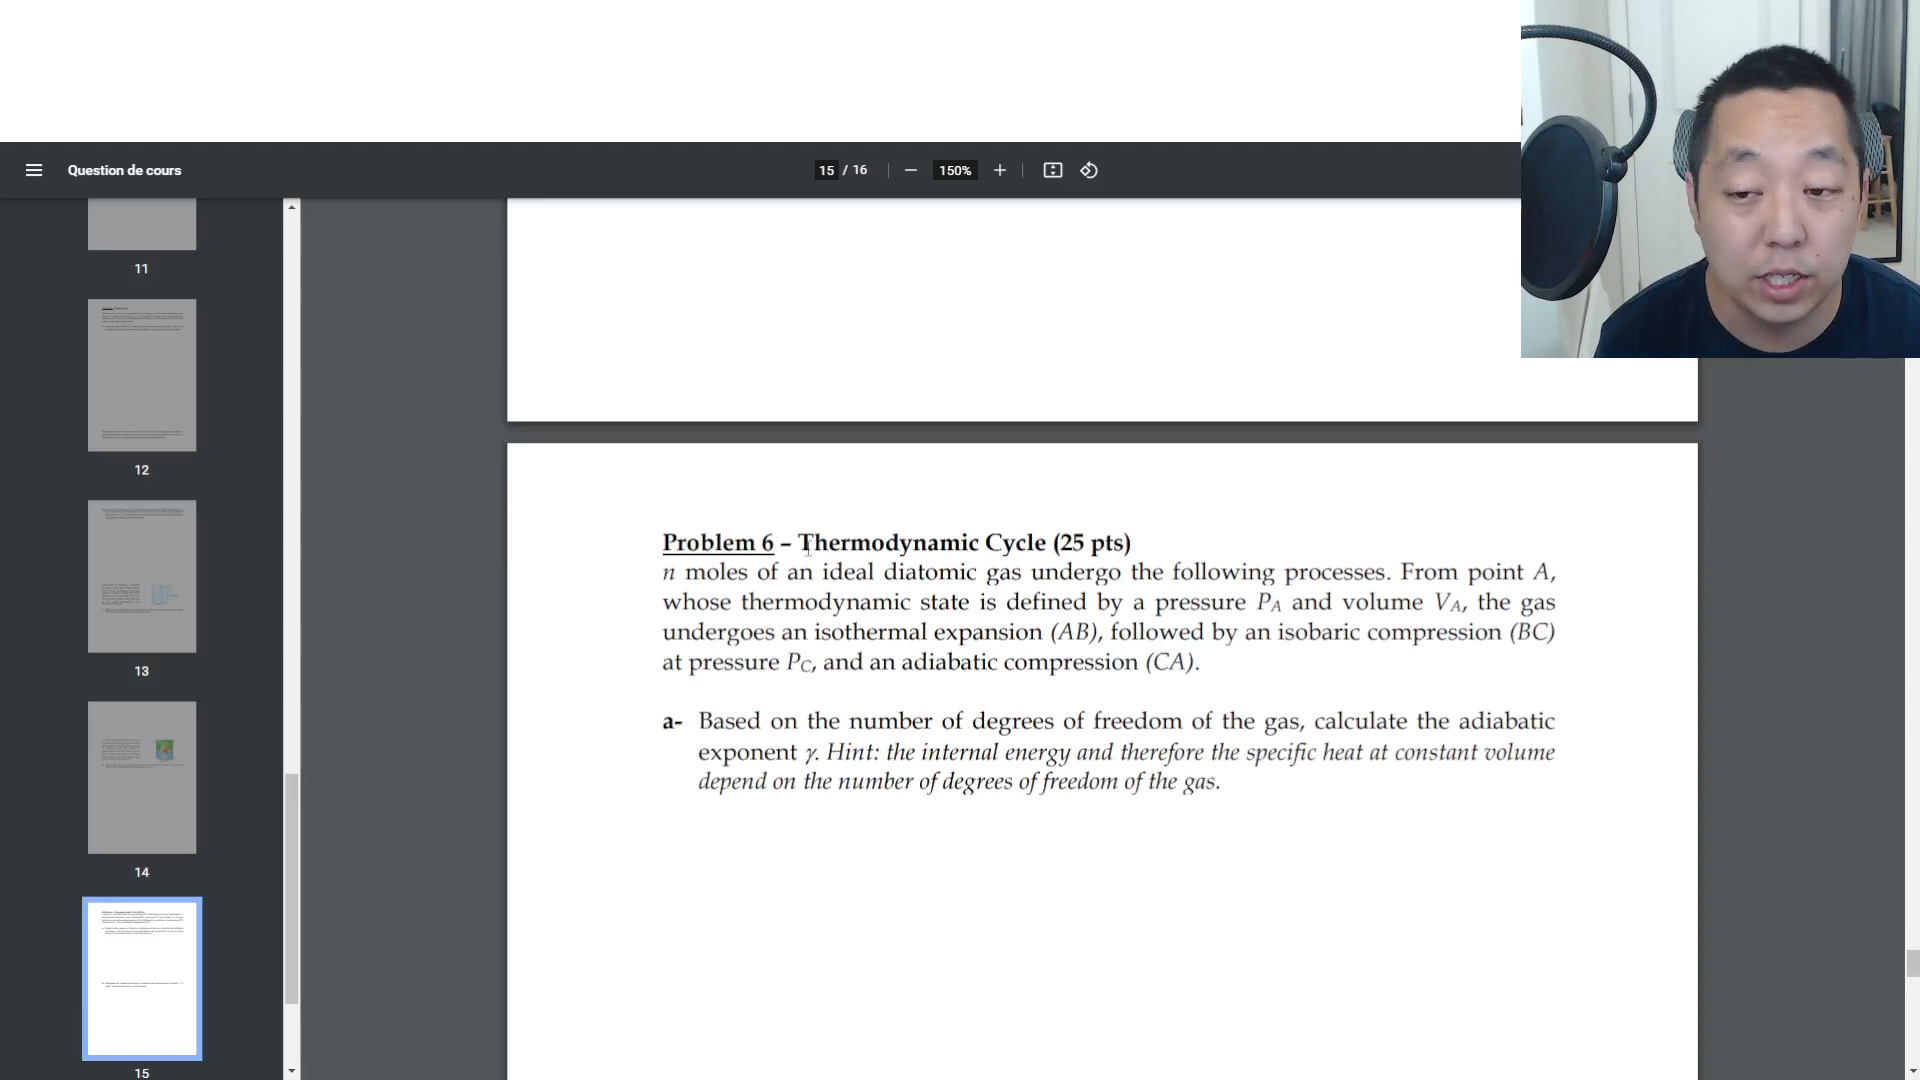 Question de cours
15 / 16
150%
11
12
13
14
15
Problem 6 – Thermodynamic Cycle (25 pts)
n moles of an ideal diatomic gas undergo the following processes. From point A,
whose thermodynamic state is defined by a pressure PA and volume VA, the gas
undergoes an isothermal expansion (AB), followed by an isobaric compression (BC)
at pressure PC, and an adiabatic compression (CA).
a- Based on the number of degrees of freedom of the gas, calculate the adiabatic
exponent γ. Hint: the internal energy and therefore the specific heat at constant volume
depend on the number of degrees of freedom of the gas.